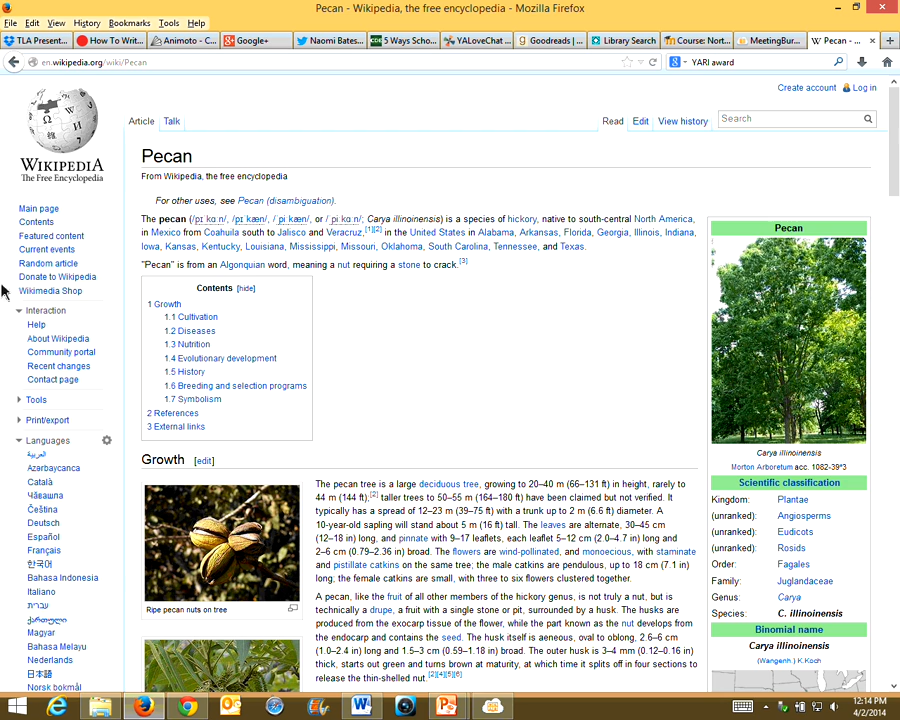 Pecan - Wikipedia, the free encyclopedia - Mozilla Firefox
File Edit View History Bookmarks Tools Help
TLA Present... How To Writ... Animoto - C... Google+ Naomi Bates... 5 Ways Scho... YALoveChat ... Goodreads | ... Library Search Course: Nort... MeetingBur... Pecan - ...
en.wikipedia.org/wiki/Pecan
YARI award
Create account Log in
Article Talk Read Edit View history Search
WIKIPEDIA
The Free Encyclopedia
Main page
Contents
Featured content
Current events
Random article
Donate to Wikipedia
Wikimedia Shop
Interaction
Help
About Wikipedia
Community portal
Recent changes
Contact page
Tools
Print/export
Languages
العربية
Azərbaycanca
Català
Чӑвашла
Čeština
Deutsch
Español
Français
한국어
Bahasa Indonesia
Italiano
עברית
ქართული
Magyar
Bahasa Melayu
Nederlands
日本語
Norsk bokmål
Pecan
From Wikipedia, the free encyclopedia
For other uses, see Pecan (disambiguation).
The pecan (/pɪˈkɑːn/, /pɪˈkæn/, /ˈpiːkæn/, or /ˈpiːkɑːn/; Carya illinoinensis) is a species of hickory, native to south-central North America,
in Mexico from Coahuila south to Jalisco and Veracruz,[1][2] in the United States in Alabama, Arkansas, Florida, Georgia, Illinois, Indiana,
Iowa, Kansas, Kentucky, Louisiana, Mississippi, Missouri, Oklahoma, South Carolina, Tennessee, and Texas.
"Pecan" is from an Algonquian word, meaning a nut requiring a stone to crack.[3]
Contents [hide]
1 Growth
1.1 Cultivation
1.2 Diseases
1.3 Nutrition
1.4 Evolutionary development
1.5 History
1.6 Breeding and selection programs
1.7 Symbolism
2 References
3 External links
Growth [edit]
Ripe pecan nuts on tree
The pecan tree is a large deciduous tree, growing to 20–40 m (66–131 ft) in height, rarely to
44 m (144 ft);[2] taller trees to 50–55 m (164–180 ft) have been claimed but not verified. It
typically has a spread of 12–23 m (39–75 ft) with a trunk up to 2 m (6.6 ft) diameter. A
10-year-old sapling will stand about 5 m (16 ft) tall. The leaves are alternate, 30–45 cm
(12–18 in) long, and pinnate with 9–17 leaflets, each leaflet 5–12 cm (2.0–4.7 in) long and
2–6 cm (0.79–2.36 in) broad. The flowers are wind-pollinated, and monoecious, with staminate
and pistillate catkins on the same tree; the male catkins are pendulous, up to 18 cm (7.1 in)
long; the female catkins are small, with three to six flowers clustered together.
A pecan, like the fruit of all other members of the hickory genus, is not truly a nut, but is
technically a drupe, a fruit with a single stone or pit, surrounded by a husk. The husks are
produced from the exocarp tissue of the flower, while the part known as the nut develops from
the endocarp and contains the seed. The husk itself is aeneous, oval to oblong, 2.6–6 cm
(1.0–2.4 in) long and 1.5–3 cm (0.59–1.18 in) broad. The outer husk is 3–4 mm (0.12–0.16 in)
thick, starts out green and turns brown at maturity, at which time it splits off in four sections to
release the thin-shelled nut.[2][4][5][6]
Pecan
Carya illinoinensis
Morton Arboretum acc. 1082-39*3
Scientific classification
Kingdom: Plantae
(unranked): Angiosperms
(unranked): Eudicots
(unranked): Rosids
Order: Fagales
Family: Juglandaceae
Genus: Carya
Species: C. illinoinensis
Binomial name
Carya illinoinensis
(Wangenh.) K.Koch
12:14 PM
4/2/2014